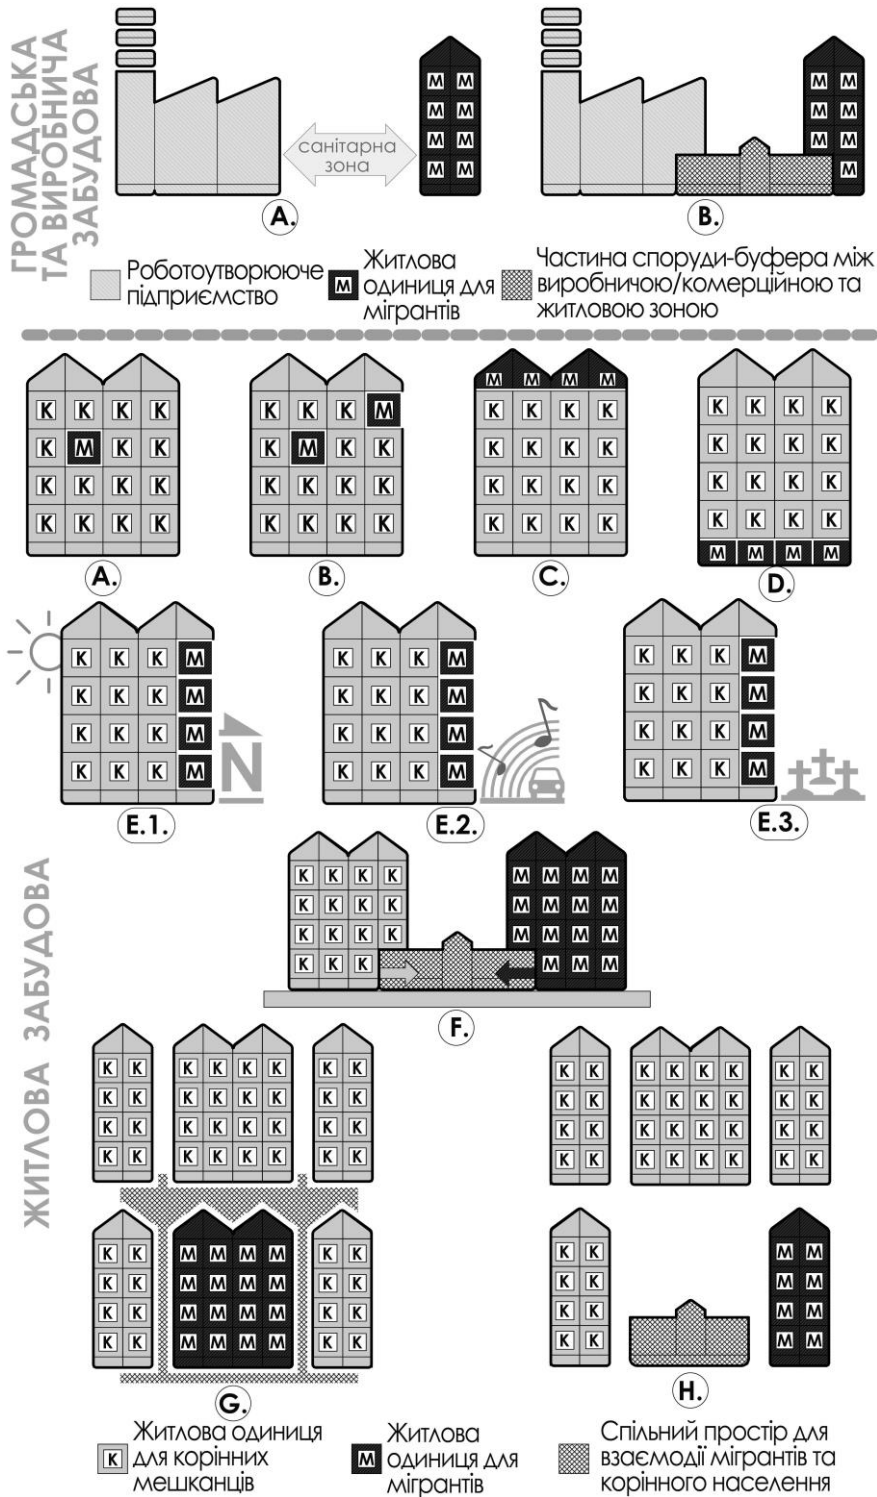 ГРОМАДСЬКА
ТА ВИРОБНИЧА
ЗАБУДОВА
М М
М М
М М
М М
санітарна
зона
A.
М М
М М
М М
М
B.
Роботоутворююче
підприємство
М
Житлова
одиниця для
мігрантів
Частина споруди-буфера між
виробничою/комерційною та
житловою зоною
ЖИТЛОВА ЗАБУДОВА
К К К К
К М К К
К К К К
К К К К
A.
К К К М
К М К К
К К К К
К К К К
B.
М М М М
К К К К
К К К К
К К К К
К К К К
C.
К К К К
К К К К
К К К К
К К К К
М М М М
D.
К К К М
К К К М
К К К М
К К К М
N
E.1.
К К К М
К К К М
К К К М
К К К М
E.2.
К К К М
К К К М
К К К М
К К К М
E.3.
К К К К
К К К К
К К К К
К К К
М М М М
М М М М
М М М М
М М М
F.
К К К К К К К К
К К К К К К К К
К К К К К К К К
К К К К К К К К
К К М М М М К К
К К М М М М К К
К К М М М М К К
К К М М М М К К
G.
К К К К К К К К
К К К К К К К К
К К К К К К К К
К К К К К К К К
К К М М
К К М М
К К М М
К К М М
H.
К
Житлова одиниця
для корінних
мешканців
М
Житлова
одиниця для
мігрантів
Спільний простір для
взаємодії мігрантів та
корінного населення